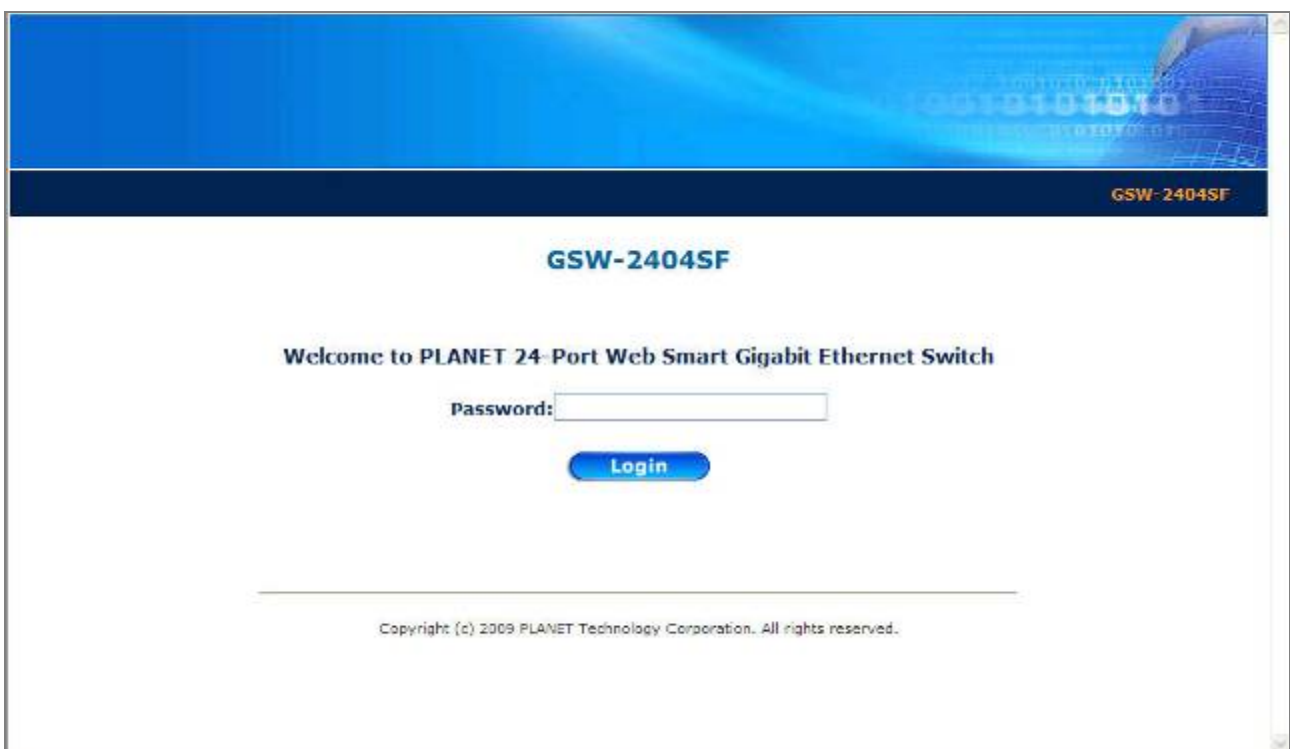 GSW-2404SF
GSW-2404SF
Welcome to PLANET 24-Port Web Smart Gigabit Ethernet Switch
Password:
Login
Copyright (c) 2009 PLANET Technology Corporation. All rights reserved.